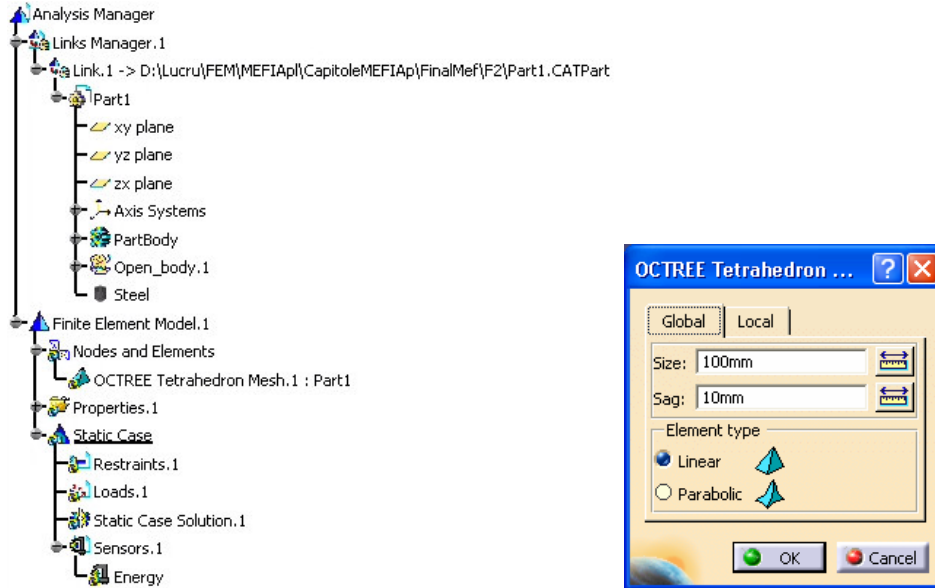 Analysis Manager
Links Manager.1
Link.1 -> D:\Lucru\FEM\MEFIApl\CapitoleMEFIAp\FinalMef\F2\Part1.CATPart
Part1
xy plane
yz plane
zx plane
Axis Systems
PartBody
Open_body.1
Steel
Finite Element Model.1
Nodes and Elements
OCTREE Tetrahedron Mesh.1 : Part1
Properties.1
Static Case
Restraints.1
Loads.1
Static Case Solution.1
Sensors.1
Energy
OCTREE Tetrahedron ...
Global Local
Size: 100mm
Sag: 10mm
Element type
Linear
Parabolic
OK Cancel